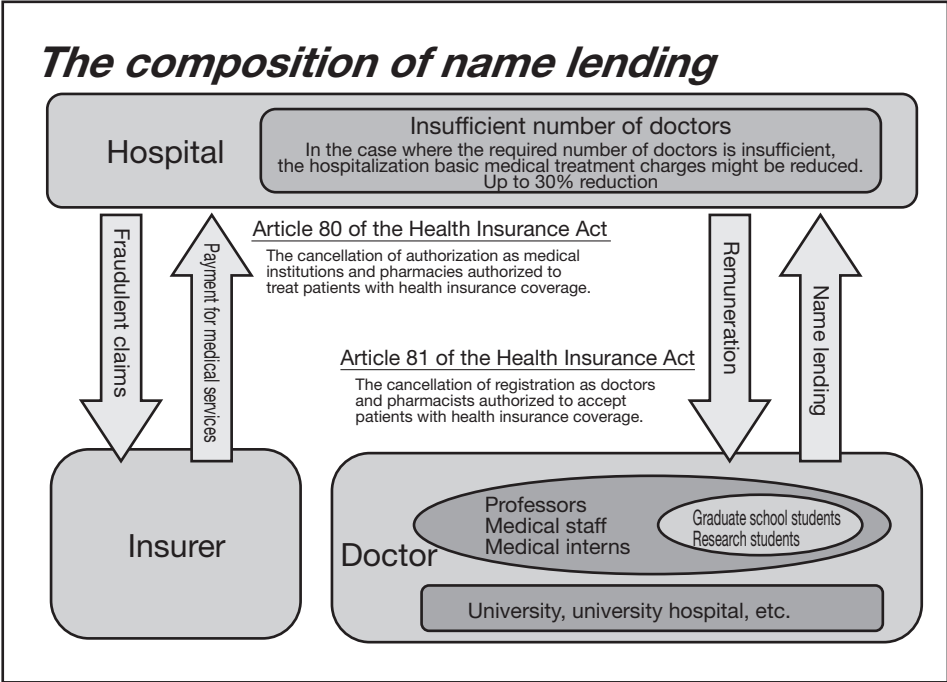 The composition of name lending
Hospital
Insufficient number of doctors
In the case where the required number of doctors is insufficient,
the hospitalization basic medical treatment charges might be reduced.
Up to 30% reduction
Fraudulent claims
Payment for medical services
Article 80 of the Health Insurance Act
The cancellation of authorization as medical
institutions and pharmacies authorized to
treat patients with health insurance coverage.
Article 81 of the Health Insurance Act
The cancellation of registration as doctors
and pharmacists authorized to accept
patients with health insurance coverage.
Remuneration
Name lending
Insurer
Doctor
Professors
Medical staff
Medical interns
Graduate school students
Research students
University, university hospital, etc.